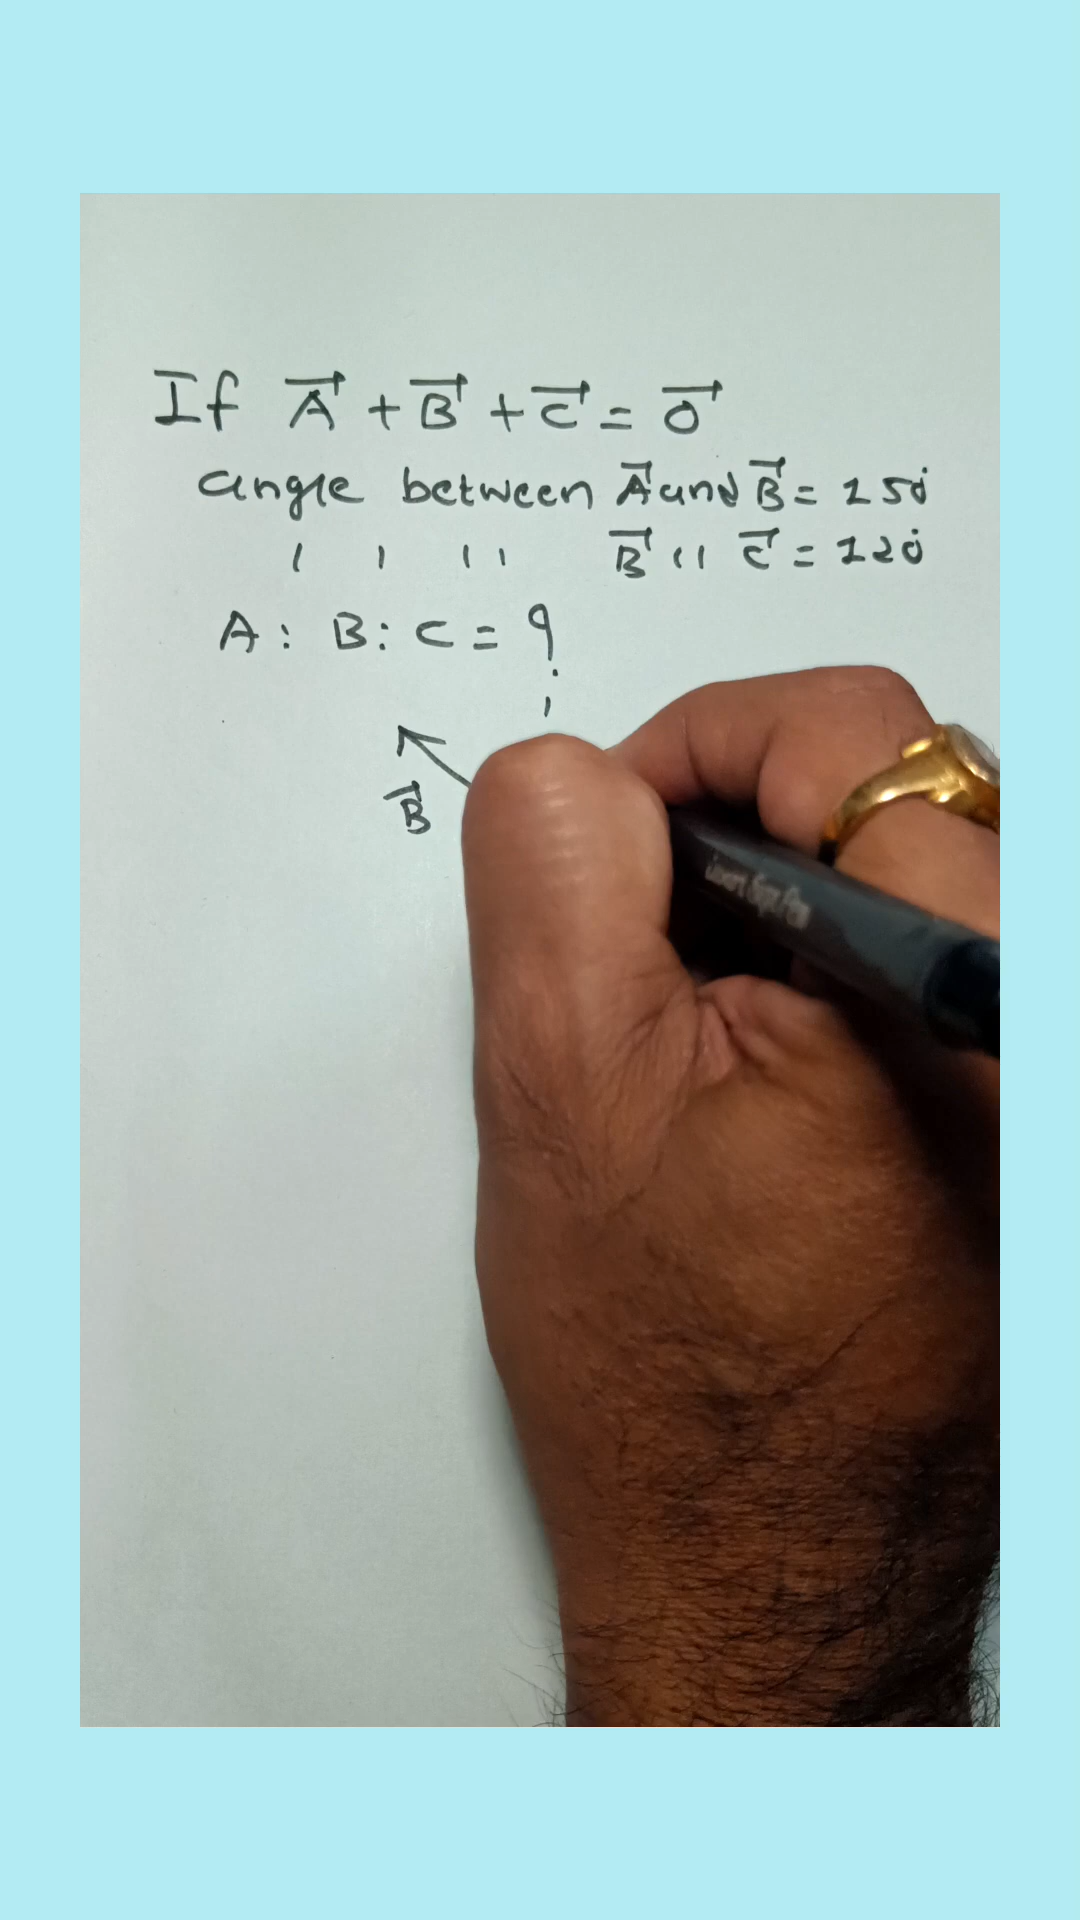 If A⃗ + B⃗ + C⃗ = 0⃗
angle between A⃗ and B⃗ = 150°
" " " B⃗ " C⃗ = 120°
A : B : C = ?
B⃗